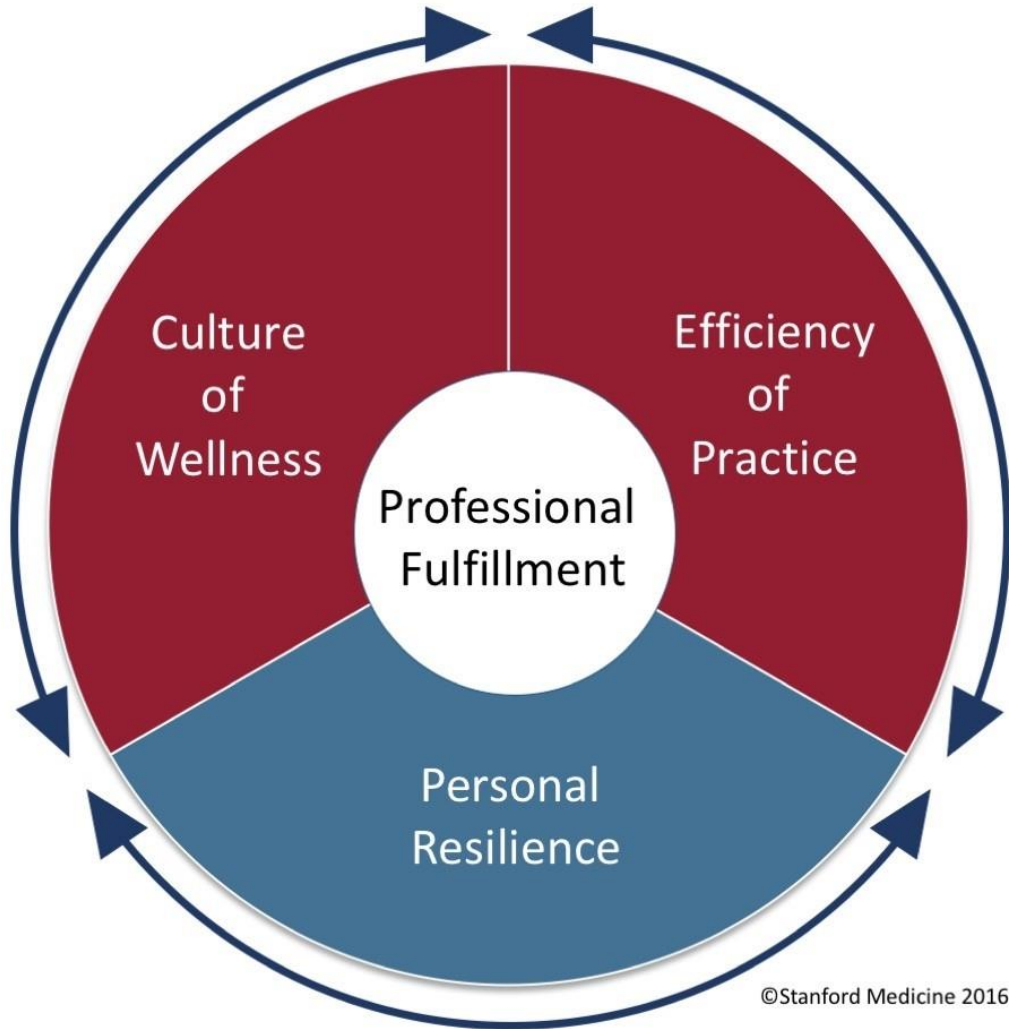 Culture
of
Wellness
Efficiency
of
Practice
Professional
Fulfillment
Personal
Resilience
©Stanford Medicine 2016